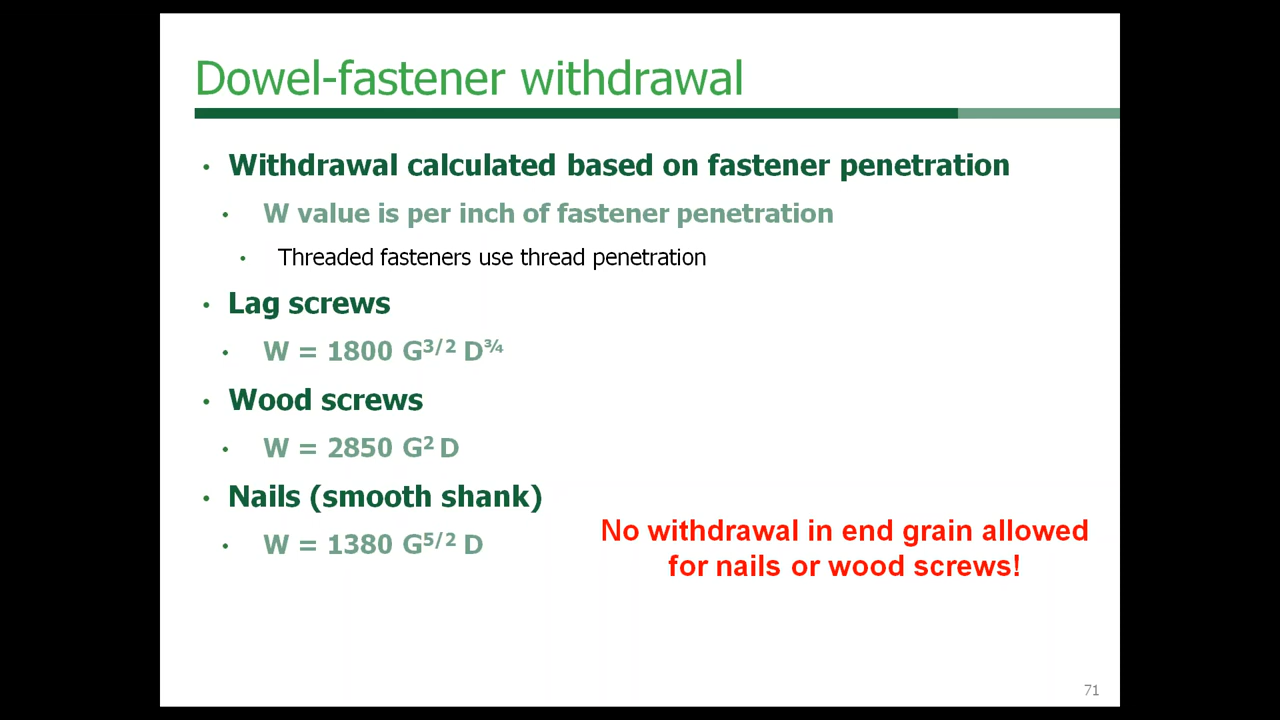 Dowel-fastener withdrawal
• Withdrawal calculated based on fastener penetration
• W value is per inch of fastener penetration
• Threaded fasteners use thread penetration
• Lag screws
• W = 1800 G³/² D¾
• Wood screws
• W = 2850 G² D
• Nails (smooth shank)
• W = 1380 G⁵/² D
No withdrawal in end grain allowed
for nails or wood screws!
71